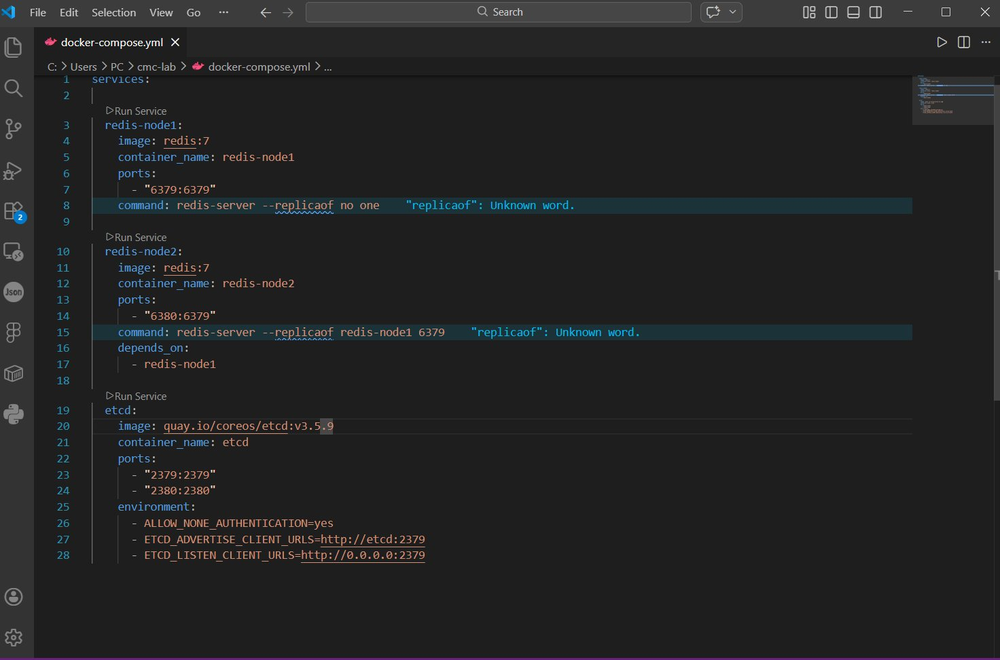 File Edit Selection View Go ··· Search
docker-compose.yml
C: > Users > PC > cmc-lab > docker-compose.yml > ...
1 services:
2
Run Service
3 redis-node1:
4 image: redis:7
5 container_name: redis-node1
6 ports:
7 - "6379:6379"
8 command: redis-server --replicaof no one "replicaof": Unknown word.
9
Run Service
10 redis-node2:
11 image: redis:7
12 container_name: redis-node2
13 ports:
14 - "6380:6379"
15 command: redis-server --replicaof redis-node1 6379 "replicaof": Unknown word.
16 depends_on:
17 - redis-node1
18
Run Service
19 etcd:
20 image: quay.io/coreos/etcd:v3.5.9
21 container_name: etcd
22 ports:
23 - "2379:2379"
24 - "2380:2380"
25 environment:
26 - ALLOW_NONE_AUTHENTICATION=yes
27 - ETCD_ADVERTISE_CLIENT_URLS=http://etcd:2379
28 - ETCD_LISTEN_CLIENT_URLS=http://0.0.0.0:2379
2
Json